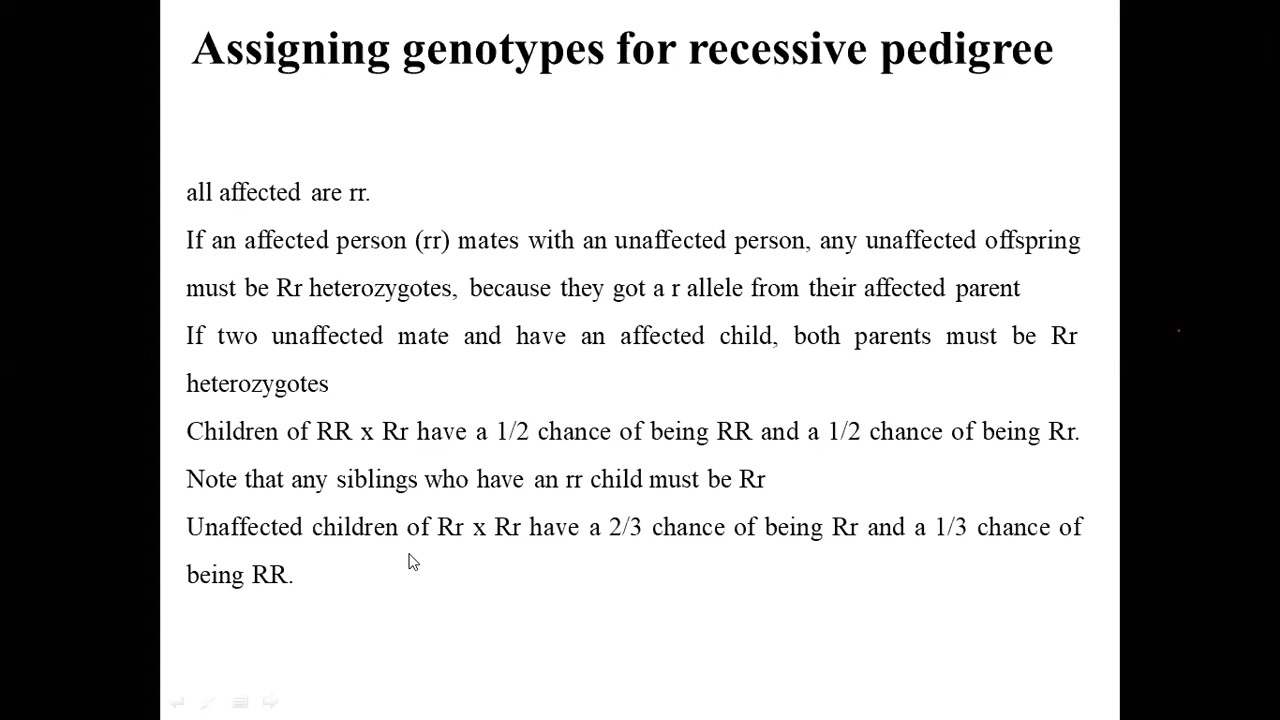 Assigning genotypes for recessive pedigree
all affected are rr.
If an affected person (rr) mates with an unaffected person, any unaffected offspring
must be Rr heterozygotes, because they got a r allele from their affected parent
If two unaffected mate and have an affected child, both parents must be Rr
heterozygotes
Children of RR x Rr have a 1/2 chance of being RR and a 1/2 chance of being Rr.
Note that any siblings who have an rr child must be Rr
Unaffected children of Rr x Rr have a 2/3 chance of being Rr and a 1/3 chance of
being RR.